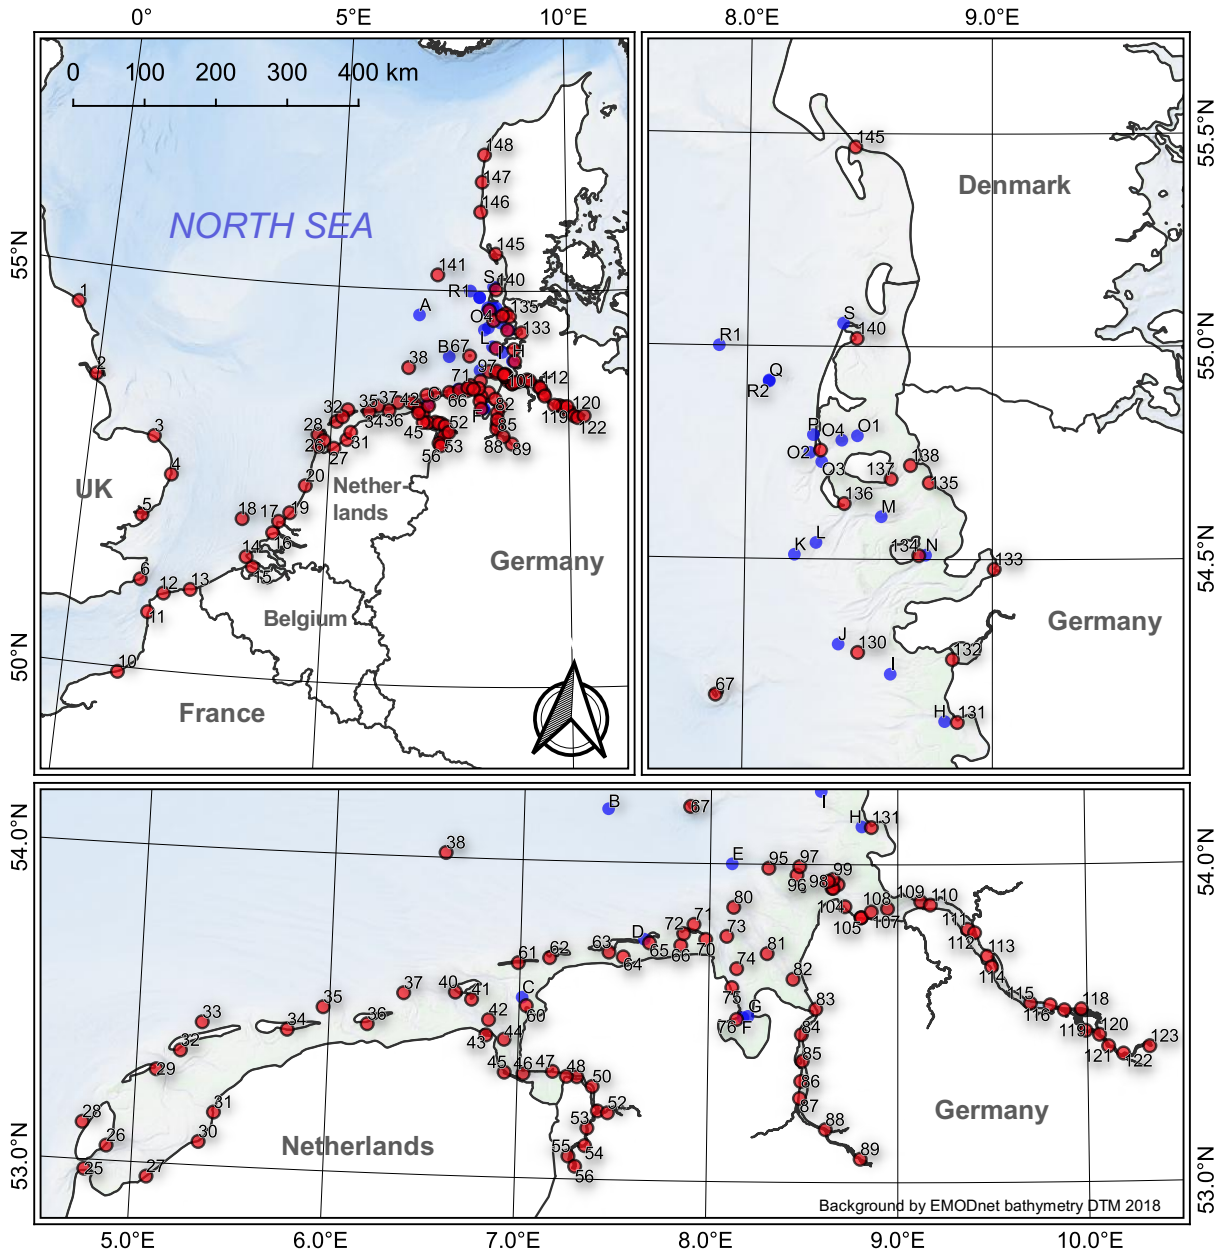 0° 5°E 10°E 8.0°E 9.0°E
0 100 200 300 400 km
148
147
146
145
NORTH SEA
55°N
141
S 140
R1
A
O4 135
133
L
B 67
I H
38
97
1
2
3
4
5
6
UK
71 101 112
66
C
42
37
35
32
34 36
28
26
27
31
45
52
53
56
F
82
85
88
89
119
120
122
20
18 17 19
16
14
15
13
12
11
10
Nether-
lands
Germany
Belgium
France
50°N
145
Denmark
55.5°N
S
140
R1
Q
R2
55.0°N
P
O4 O1
O2
O3
138
137
135
136
M
L
K
134 N
133
54.5°N
Germany
J
130
132
I
67
H 131
54.0°N
B
67
I
H 131
38
E
95 97
96 98 99
80
104
105
108
107
109 110
111
112
113
114
115
116
118
119
120
121
122
123
54.0°N
D
71
72
73
70
66
65
63
64
62
61
74
81
82
75
G
76 F
83
84
85
86
87
88
89
C
60
40
41
37
42
43 44
45 46 47 48
50
52
53
54
55
56
35
36
34
33
32
29
31
30
28
26
25
27
Netherlands
Germany
53.0°N
53.0°N
Background by EMODnet bathymetry DTM 2018
5.0°E 6.0°E 7.0°E 8.0°E 9.0°E 10.0°E